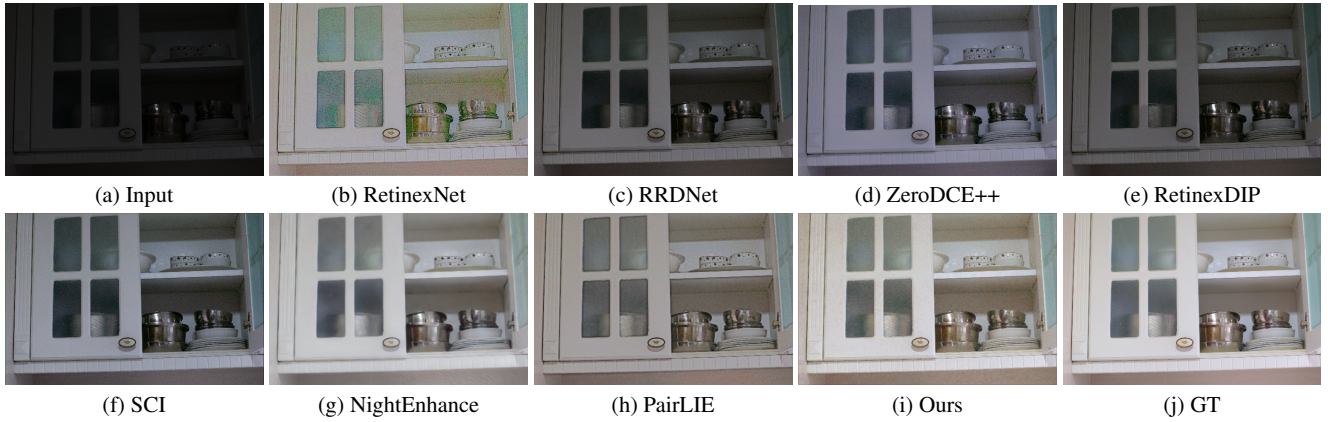 (a) Input
(b) RetinexNet
(c) RRDNet
(d) ZeroDCE++
(e) RetinexDIP
(f) SCI
(g) NightEnhance
(h) PairLIE
(i) Ours
(j) GT